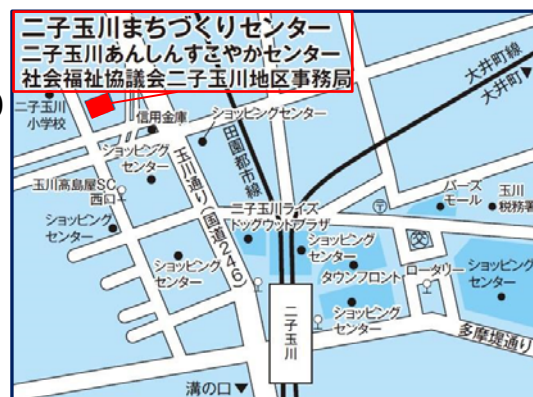 二子玉川まちづくりセンター
二子玉川あんしんすこやかセンター
社会福祉協議会二子玉川地区事務局
二子玉川
小学校
信用金庫
ショッピングセンター
大井町線
大井町▼
田園都市線
ショッピング
センター
玉川通り(国道246)
玉川高島屋SC
西口
ショッピング
センター
二子玉川ライズ
ドッグウッドプラザ
バーズ
モール
玉川
税務署
ショッピング
センター
ショッピング
センター
タウンフロント
ロータリー
ショッピング
センター
ショッピング
センター
二子玉川
多摩堤通り
溝の口▼